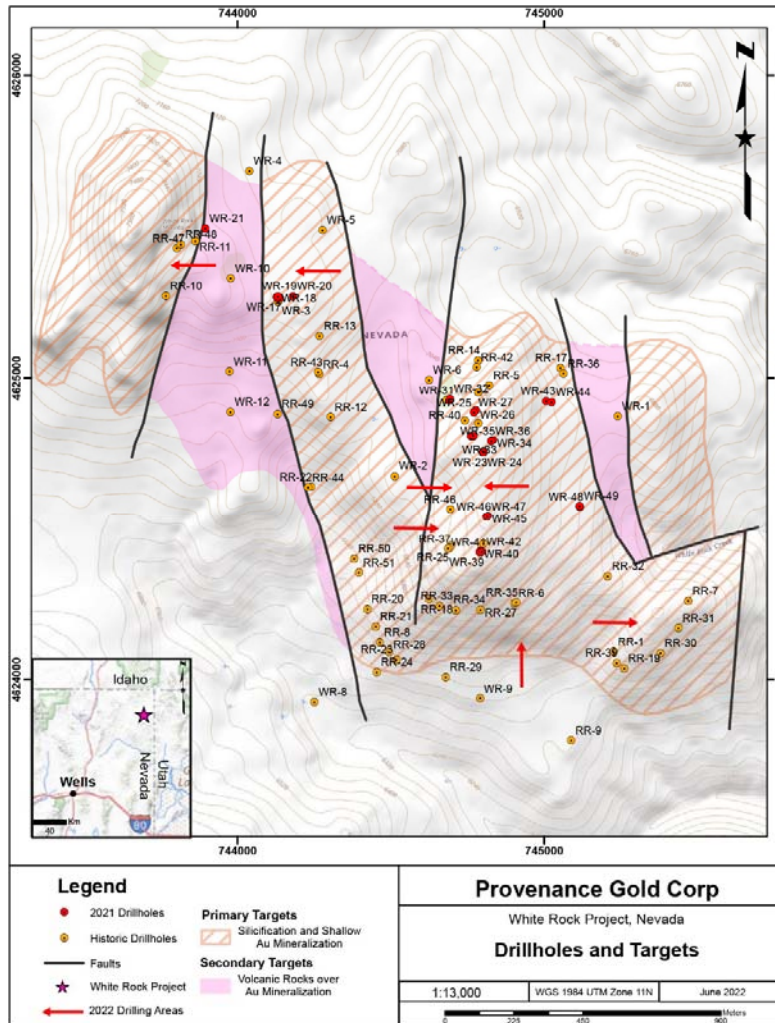 744000
745000
4626000
4626000
N
WR-4
WR-21
WR-5
RR-47
RR-48
RR-11
WR-10
RR-10
WR-19
WR-20
WR-18
WR-17
WR-3
RR-13
NEVADA
RR-14
RR-42
RR-17
RR-36
4625000
4625000
WR-11
RR-43
RR-4
WR-6
RR-5
WR-31
WR-32
WR-25
WR-27
WR-43
WR-44
WR-12
RR-49
RR-12
RR-40
WR-26
WR-1
WR-35
WR-36
WR-34
WR-33
WR-23
WR-24
WR-2
RR-22
RR-44
RR-46
WR-46
WR-47
WR-45
WR-48
WR-49
RR-37
WR-41
WR-42
RR-25
WR-40
WR-39
White Rock Creek
RR-50
RR-51
RR-32
RR-20
RR-33
RR-18
RR-34
RR-35
RR-6
RR-27
RR-7
RR-21
RR-31
RR-8
RR-28
RR-23
RR-24
RR-1
RR-30
RR-39
RR-19
4624000
4624000
RR-29
WR-8
WR-9
RR-9
Idaho
Nevada
Utah
Wells
80
Km
40
744000
745000
Legend
2021 Drillholes
Historic Drillholes
Faults
White Rock Project
2022 Drilling Areas
Primary Targets
Silicification and Shallow
Au Mineralization
Secondary Targets
Volcanic Rocks over
Au Mineralization
Provenance Gold Corp
White Rock Project, Nevada
Drillholes and Targets
1:13,000
WGS 1984 UTM Zone 11N
June 2022
Meters
0
225
450
900